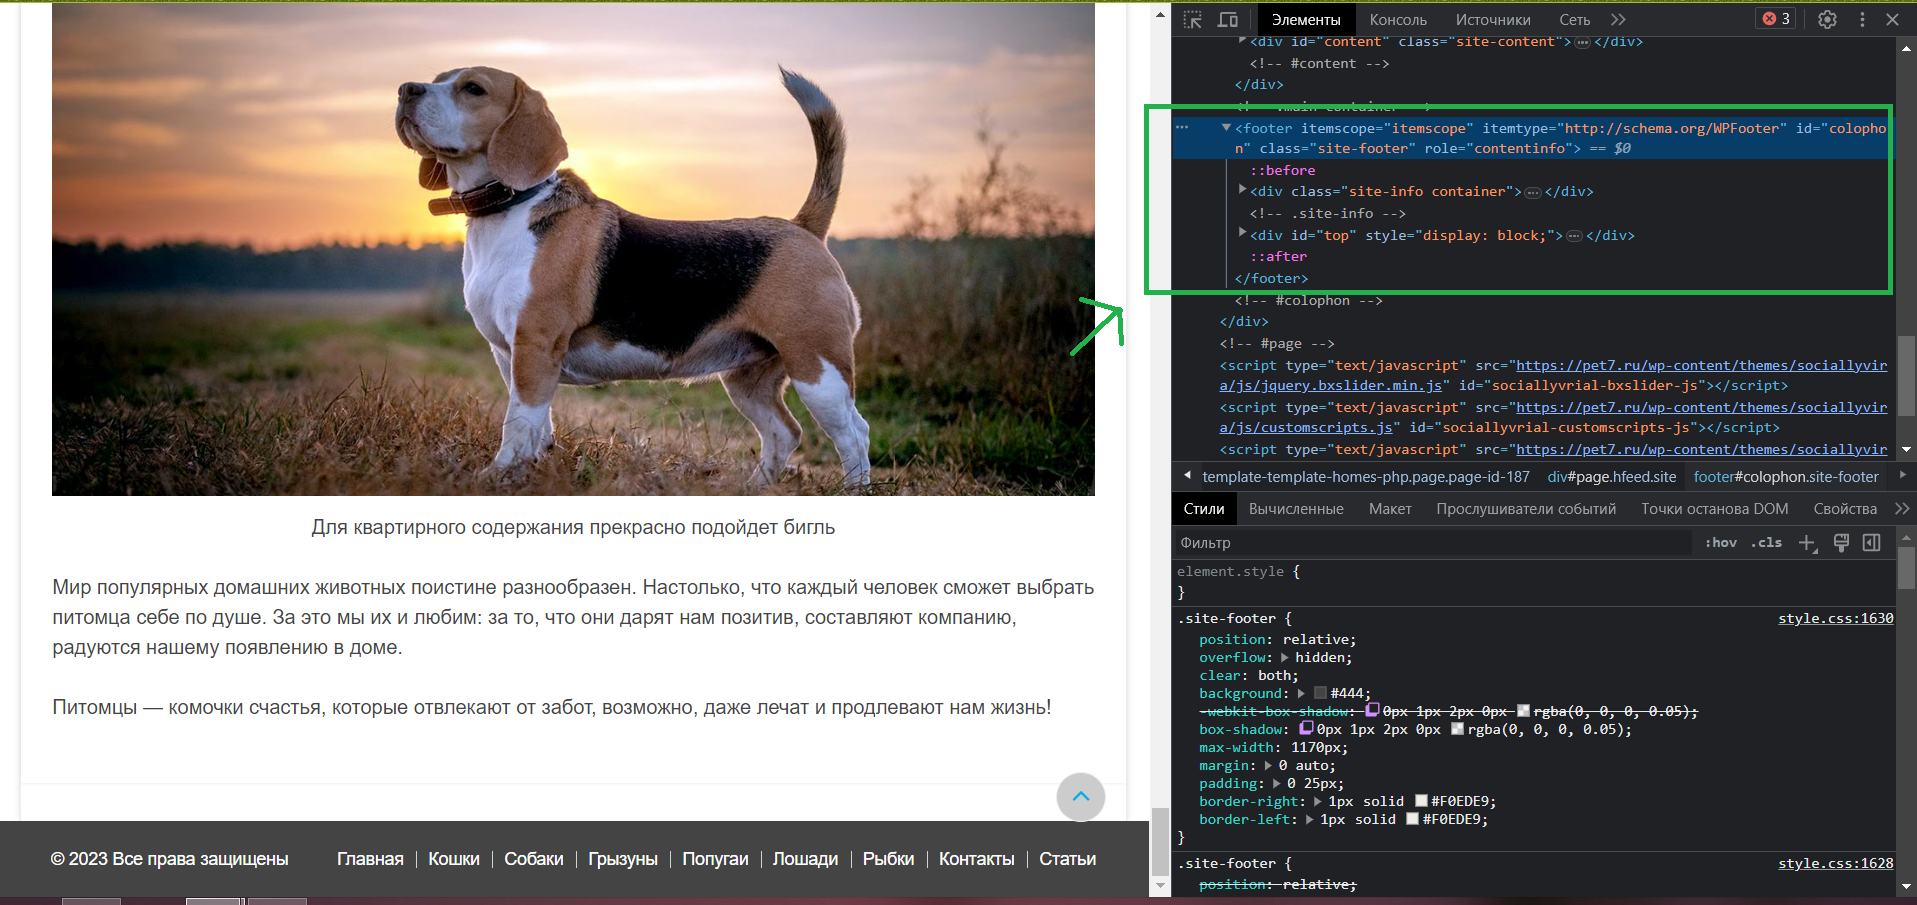 Элементы Консоль Источники Сеть 3
<div id="content" class="site-content">…</div>
<!-- #content -->
</div>
<!-- .main-container -->
<footer itemscope="itemscope" itemtype="http://schema.org/WPFooter" id="colopho
n" class="site-footer" role="contentinfo"> == $0
::before
<div class="site-info container">…</div>
<!-- .site-info -->
<div id="top" style="display: block;">…</div>
::after
</footer>
<!-- #colophon -->
</div>
<!-- #page -->
<script type="text/javascript" src="https://pet7.ru/wp-content/themes/sociallyvir
a/js/jquery.bxslider.min.js" id="sociallyvrial-bxslider-js"></script>
<script type="text/javascript" src="https://pet7.ru/wp-content/themes/sociallyvir
a/js/customscripts.js" id="sociallyvrial-customscripts-js"></script>
<script type="text/javascript" src="https://pet7.ru/wp-content/themes/sociallyvir
template-template-homes-php.page.page-id-187 div#page.hfeed.site footer#colophon.site-footer
Стили Вычисленные Макет Прослушиватели событий Точки останова DOM Свойства
Фильтр :hov .cls
element.style {
}
.site-footer { style.css:1630
position: relative;
overflow: hidden;
clear: both;
background: #444;
-webkit-box-shadow: 0px 1px 2px 0px rgba(0, 0, 0, 0.05);
box-shadow: 0px 1px 2px 0px rgba(0, 0, 0, 0.05);
max-width: 1170px;
margin: 0 auto;
padding: 0 25px;
border-right: 1px solid #F0EDE9;
border-left: 1px solid #F0EDE9;
}
.site-footer { style.css:1628
position: relative;
Для квартирного содержания прекрасно подойдет бигль
Мир популярных домашних животных поистине разнообразен. Настолько, что каждый человек сможет выбрать
питомца себе по душе. За это мы их и любим: за то, что они дарят нам позитив, составляют компанию,
радуются нашему появлению в доме.
Питомцы — комочки счастья, которые отвлекают от забот, возможно, даже лечат и продлевают нам жизнь!
© 2023 Все права защищены Главная Кошки Собаки Грызуны Попугаи Лошади Рыбки Контакты Статьи